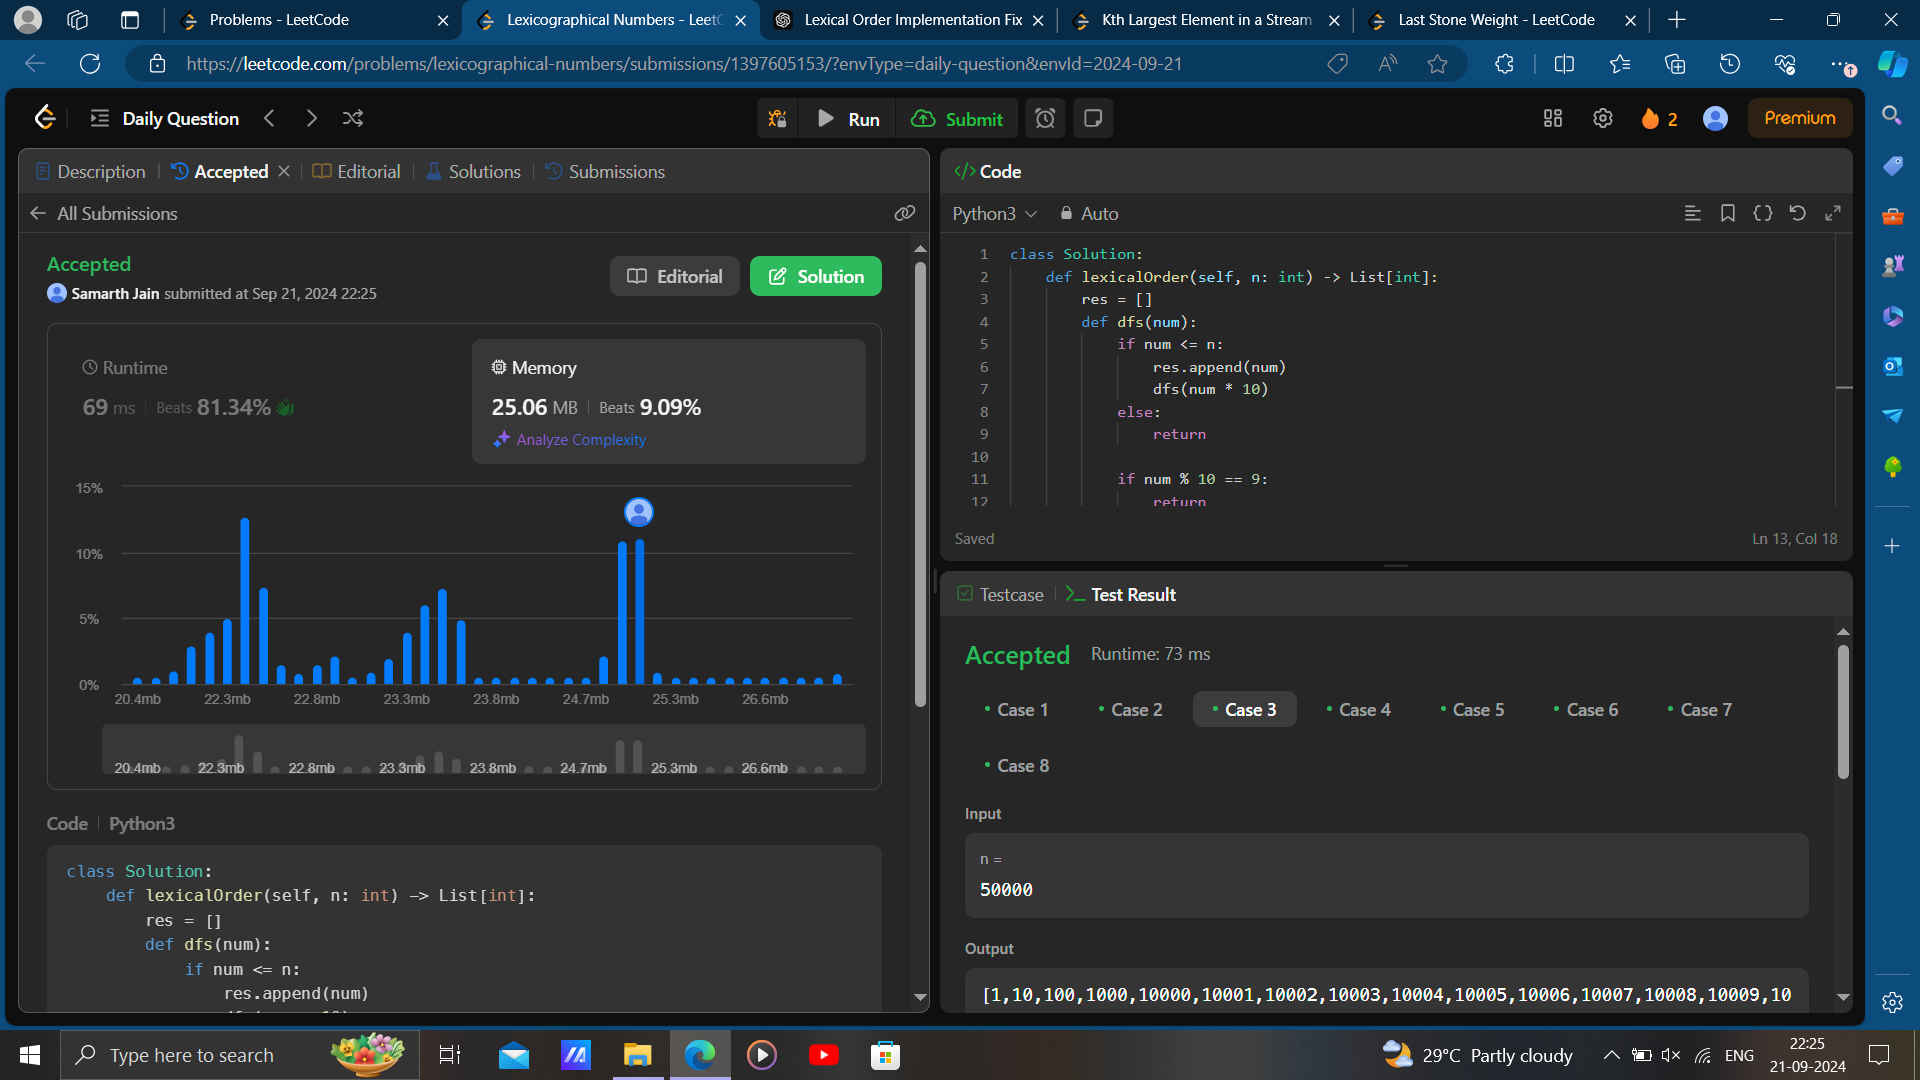 Problems - LeetCode
Lexicographical Numbers - LeetC
Lexical Order Implementation Fix
Kth Largest Element in a Stream
Last Stone Weight - LeetCode
https://leetcode.com/problems/lexicographical-numbers/submissions/1397605153/?envType=daily-question&envId=2024-09-21
Daily Question
Run
Submit
2
Premium
Description
Accepted
Editorial
Solutions
Submissions
All Submissions
Accepted
Samarth Jain submitted at Sep 21, 2024 22:25
Editorial
Solution
Runtime
69 ms
Beats 81.34%
Memory
25.06 MB
Beats 9.09%
Analyze Complexity
15%
10%
5%
0%
20.4mb 22.3mb 22.8mb 23.3mb 23.8mb 24.7mb 25.3mb 26.6mb
20.4mb 22.3mb 22.8mb 23.3mb 23.8mb 24.7mb 25.3mb 26.6mb
Code Python3
class Solution:
def lexicalOrder(self, n: int) -> List[int]:
res = []
def dfs(num):
if num <= n:
res.append(num)
Code
Python3
Auto
1 class Solution:
2 def lexicalOrder(self, n: int) -> List[int]:
3 res = []
4 def dfs(num):
5 if num <= n:
6 res.append(num)
7 dfs(num * 10)
8 else:
9 return
10
11 if num % 10 == 9:
12 return
Saved
Ln 13, Col 18
Testcase
Test Result
Accepted
Runtime: 73 ms
Case 1
Case 2
Case 3
Case 4
Case 5
Case 6
Case 7
Case 8
Input
n =
50000
Output
[1,10,100,1000,10000,10001,10002,10003,10004,10005,10006,10007,10008,10009,10
Type here to search
29°C Partly cloudy
ENG
22:25
21-09-2024